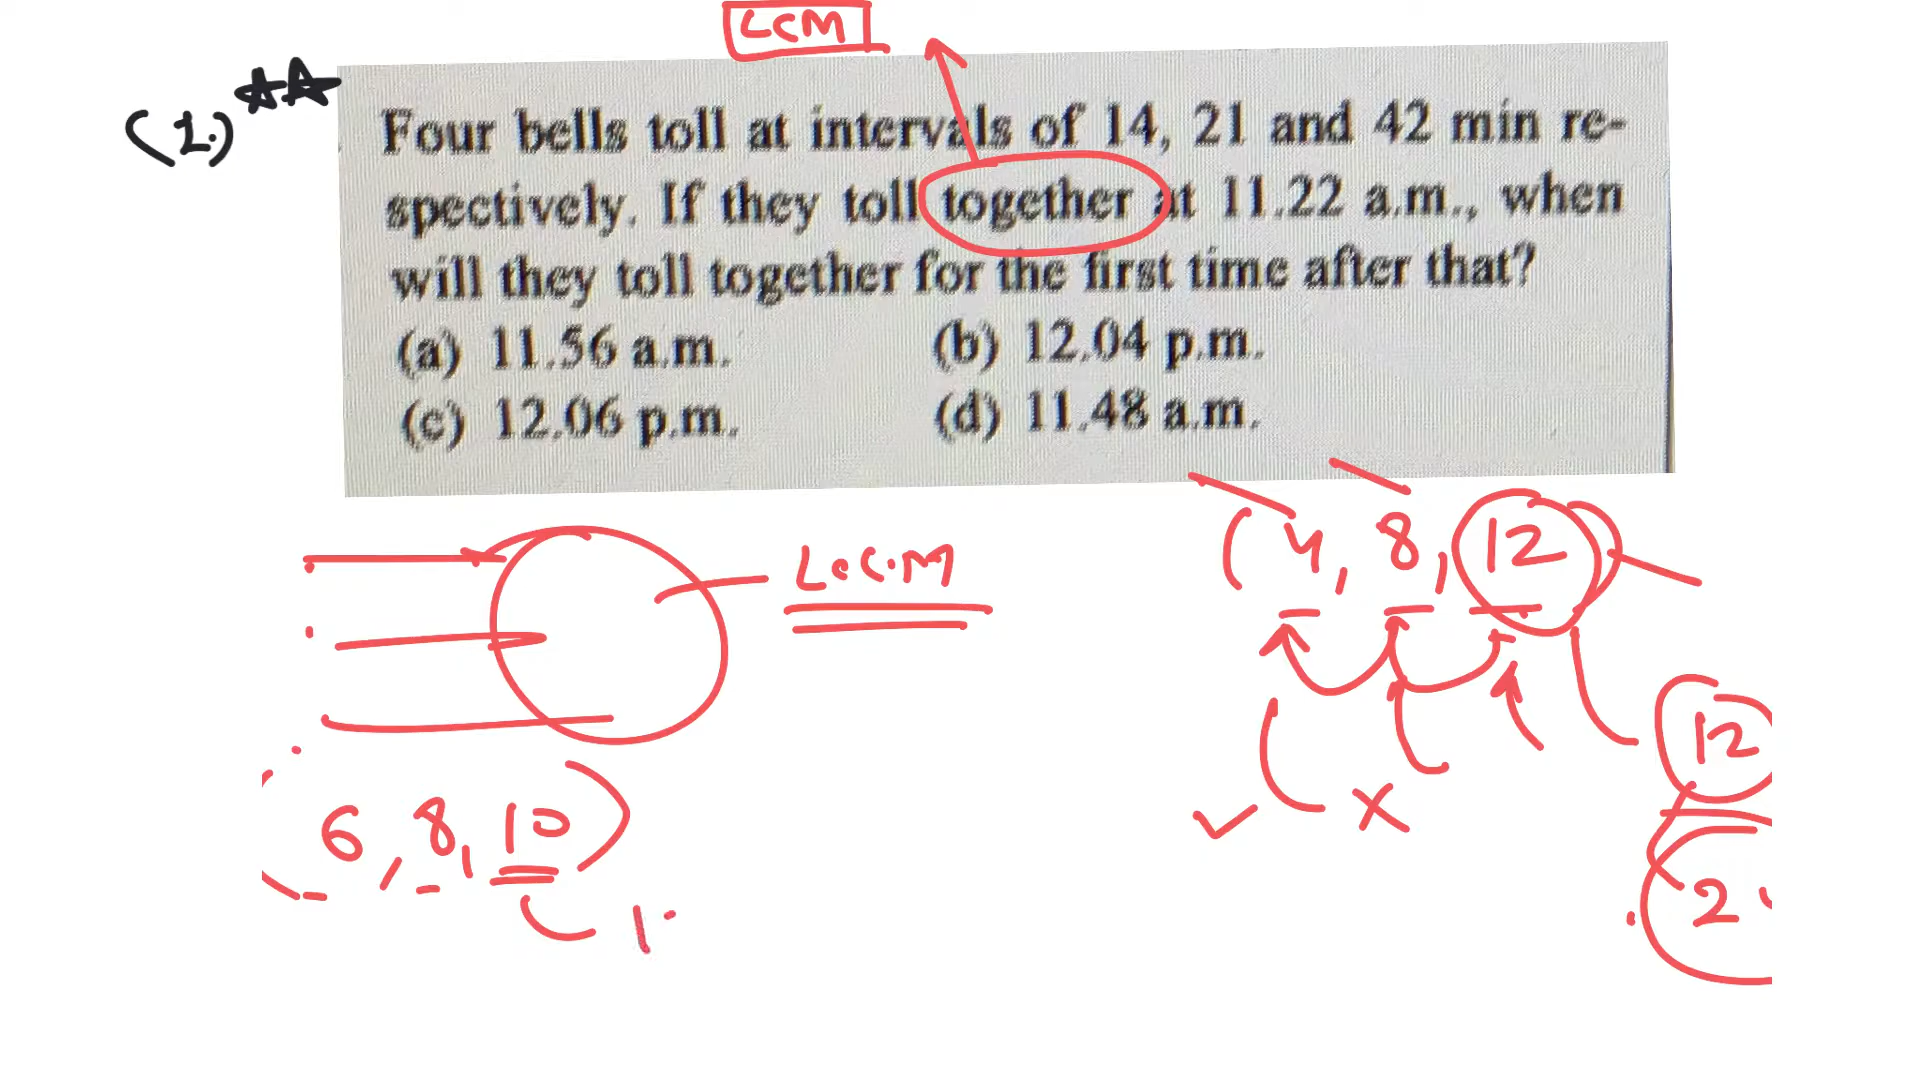 LCM
(1.)
Four bells toll at intervals of 14, 21 and 42 min re-
spectively. If they toll together at 11.22 a.m., when
will they toll together for the first time after that?
(a) 11.56 a.m. (b) 12.04 p.m.
(c) 12.06 p.m. (d) 11.48 a.m.
L.C.M
(4, 8, 12)
12
6, 8, 10)
2
1